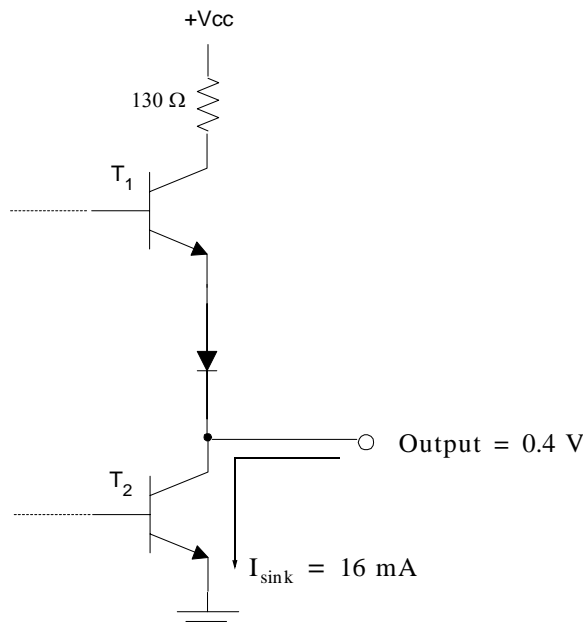 +Vcc
130 Ω
T1
Output = 0.4 V
T2
Isink = 16 mA